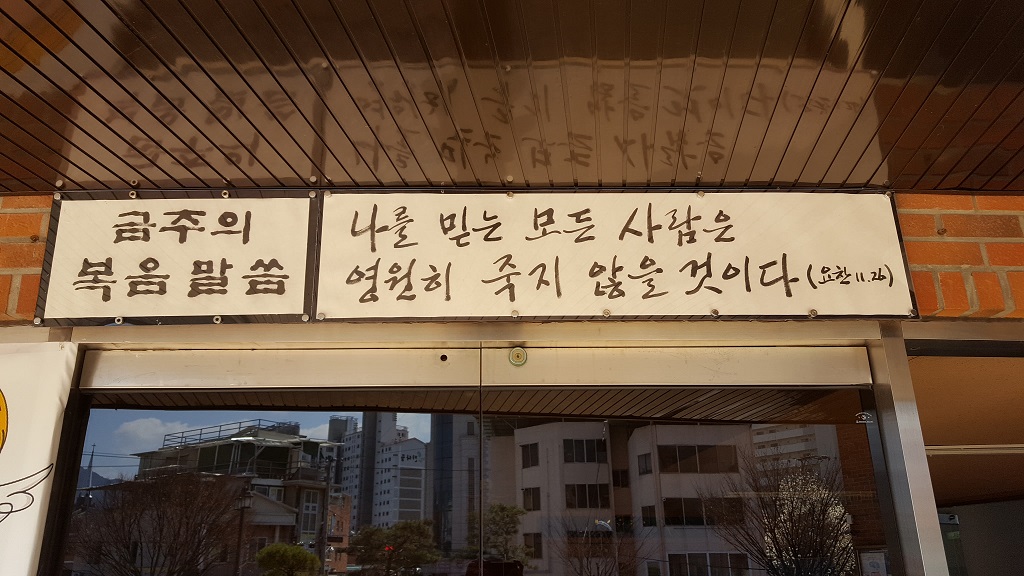 금주의
복음 말씀
나를 믿는 모든 사람은
영원히 죽지 않을 것이다 (요한 11.26)